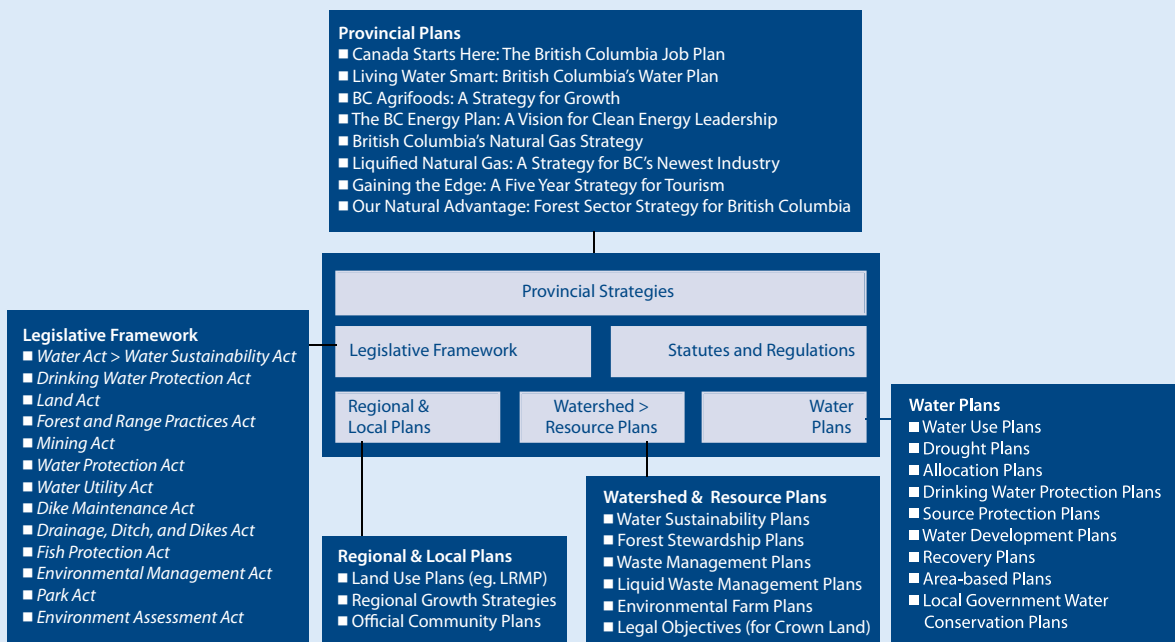 Provincial Plans
■ Canada Starts Here: The British Columbia Job Plan
■ Living Water Smart: British Columbia's Water Plan
■ BC Agrifoods: A Strategy for Growth
■ The BC Energy Plan: A Vision for Clean Energy Leadership
■ British Columbia's Natural Gas Strategy
■ Liquified Natural Gas: A Strategy for BC's Newest Industry
■ Gaining the Edge: A Five Year Strategy for Tourism
■ Our Natural Advantage: Forest Sector Strategy for British Columbia
Provincial Strategies
Legislative Framework
Statutes and Regulations
Regional &
Local Plans
Watershed >
Resource Plans
Water
Plans
Legislative Framework
■ Water Act > Water Sustainability Act
■ Drinking Water Protection Act
■ Land Act
■ Forest and Range Practices Act
■ Mining Act
■ Water Protection Act
■ Water Utility Act
■ Dike Maintenance Act
■ Drainage, Ditch, and Dikes Act
■ Fish Protection Act
■ Environmental Management Act
■ Park Act
■ Environment Assessment Act
Regional & Local Plans
■ Land Use Plans (eg. LRMP)
■ Regional Growth Strategies
■ Official Community Plans
Watershed & Resource Plans
■ Water Sustainability Plans
■ Forest Stewardship Plans
■ Waste Management Plans
■ Liquid Waste Management Plans
■ Environmental Farm Plans
■ Legal Objectives (for Crown Land)
Water Plans
■ Water Use Plans
■ Drought Plans
■ Allocation Plans
■ Drinking Water Protection Plans
■ Source Protection Plans
■ Water Development Plans
■ Recovery Plans
■ Area-based Plans
■ Local Government Water
Conservation Plans